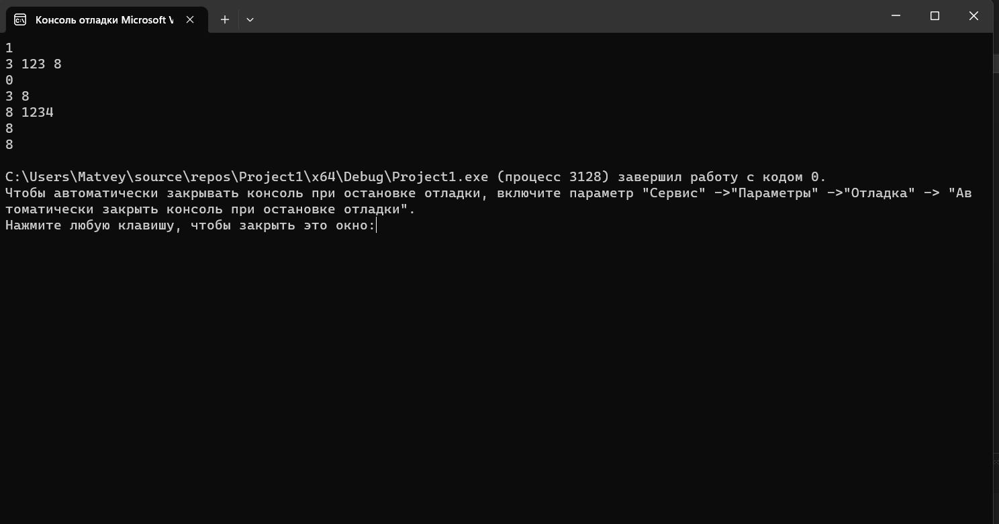 Консоль отладки Microsoft V
1
3 123 8
0
3 8
8 1234
8
8
C:\Users\Matvey\source\repos\Project1\x64\Debug\Project1.exe (процесс 3128) завершил работу с кодом 0.
Чтобы автоматически закрывать консоль при остановке отладки, включите параметр "Сервис" ->"Параметры" ->"Отладка" -> "Ав
томатически закрыть консоль при остановке отладки".
Нажмите любую клавишу, чтобы закрыть это окно: